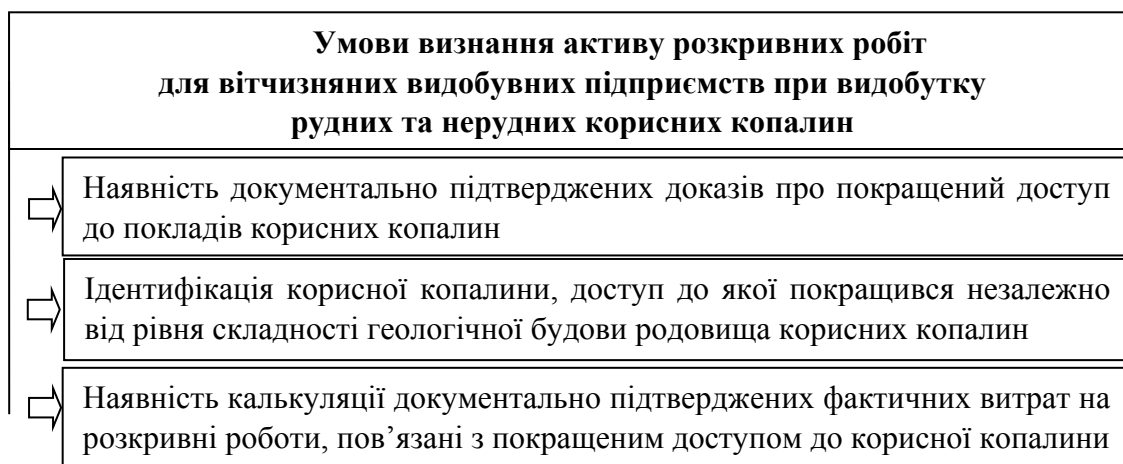 Умови визнання активу розкривних робіт
для вітчизняних видобувних підприємств при видобутку
рудних та нерудних корисних копалин
Наявність документально підтверджених доказів про покращений доступ
до покладів корисних копалин
Ідентифікація корисної копалини, доступ до якої покращився незалежно
від рівня складності геологічної будови родовища корисних копалин
Наявність калькуляції документально підтверджених фактичних витрат на
розкривні роботи, пов’язані з покращеним доступом до корисної копалини